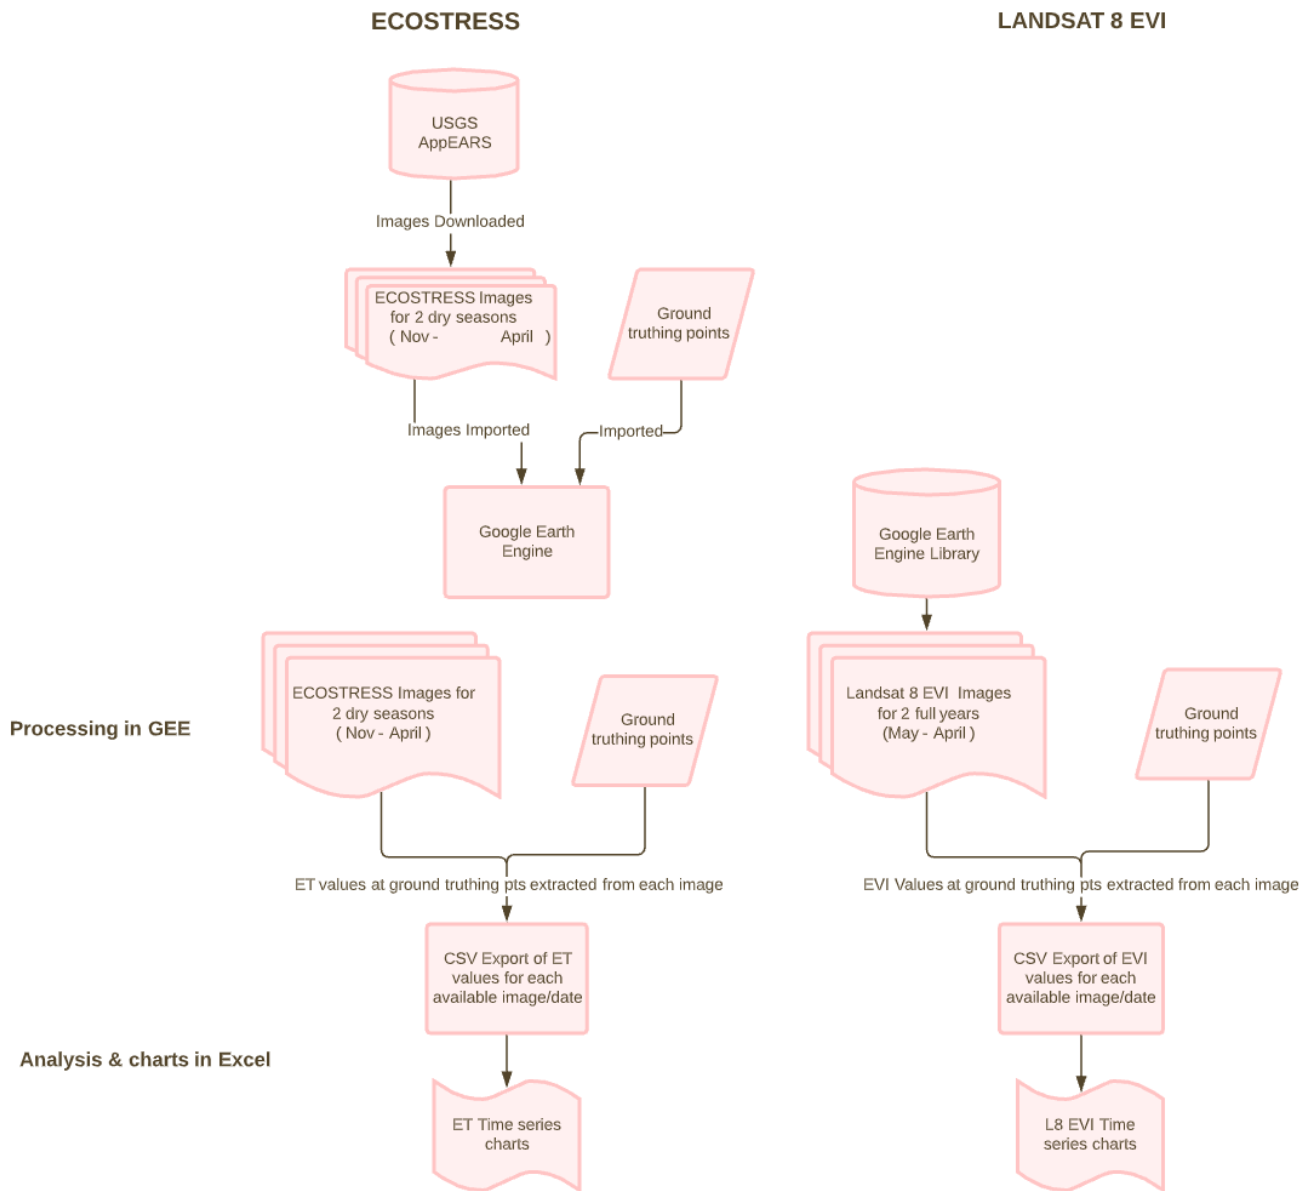 ECOSTRESS
LANDSAT 8 EVI
USGS
AppEARS
Images Downloaded
ECOSTRESS Images
for 2 dry seasons
( Nov - April )
Ground
truthing points
Images Imported
Imported
Google Earth
Engine
Google Earth
Engine Library
Processing in GEE
ECOSTRESS Images for
2 dry seasons
( Nov - April )
Ground
truthing points
Landsat 8 EVI Images
for 2 full years
(May - April )
Ground
truthing points
ET values at ground truthing pts extracted from each image
EVI Values at ground truthing pts extracted from each image
CSV Export of ET
values for each
available image/date
CSV Export of EVI
values for each
available image/date
Analysis & charts in Excel
ET Time series
charts
L8 EVI Time
series charts